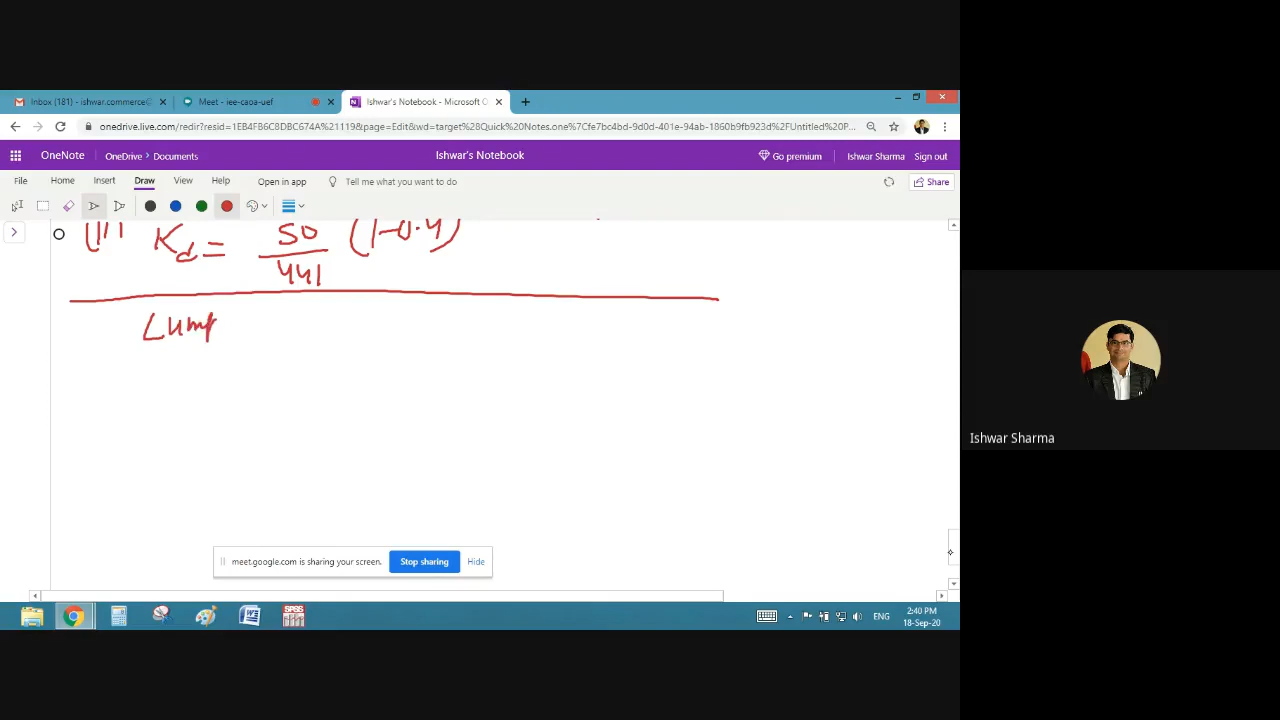 Inbox (181) - ishwar.commerce@
Meet - iee-capa-uef
Ishwar's Notebook - Microsoft O
onedrive.live.com/redir?resid=1EB4FB6C8DBC674A%21119&page=Edit&wd=target%28Quick%20Notes.one%7Cfe7bc4bd-9d0d-401e-94ab-1860b9fb923d%2FUntitled%20P...
OneNote OneDrive › Documents Ishwar's Notebook Go premium Ishwar Sharma Sign out
File Home Insert Draw View Help Open in app Tell me what you want to do Share
Kd = 50 (1-0.4)
441
Lump
Ishwar Sharma
meet.google.com is sharing your screen. Stop sharing Hide
W SPSS ENG 2:40 PM
18-Sep-20